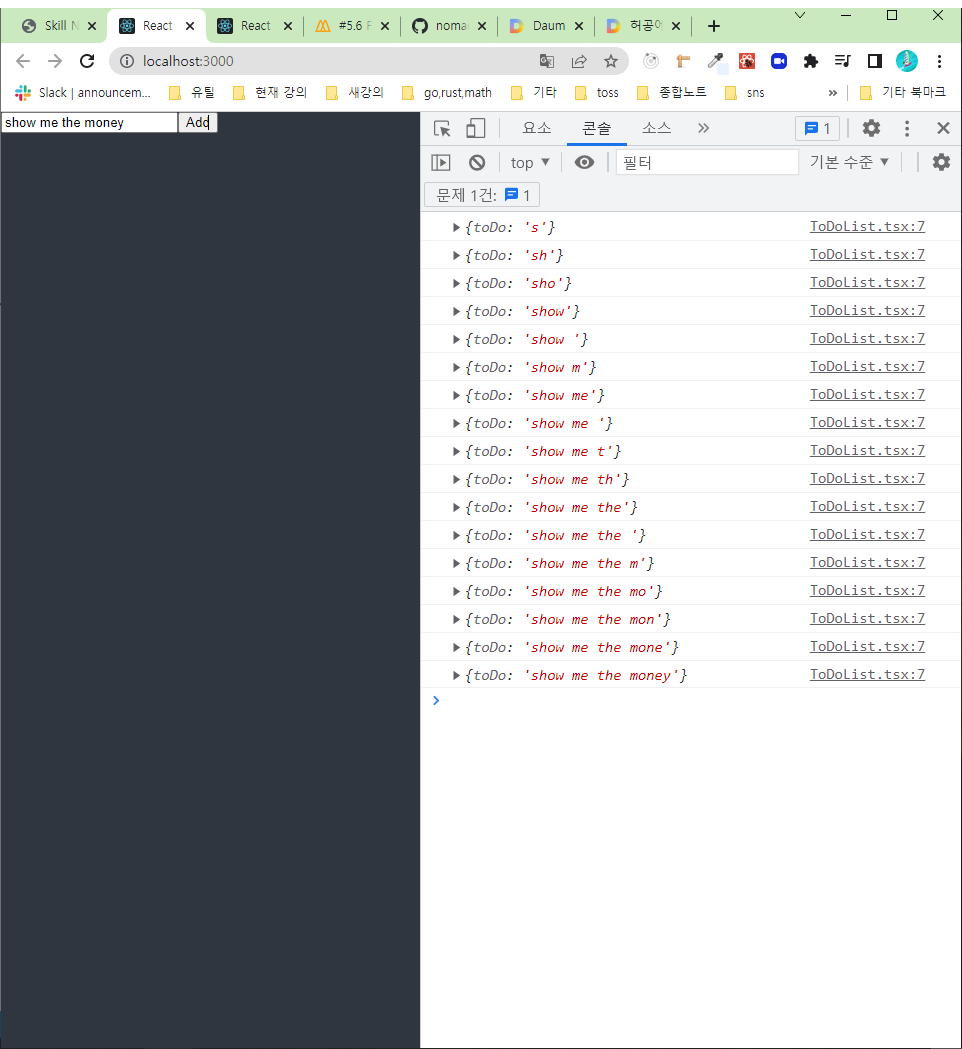 Skill N
React
React
#5.6 F
noma
Daum
허공에
localhost:3000
Slack | announcem...
유틸
현재 강의
새강의
go,rust,math
기타
toss
종합노트
sns
»
기타 북마크
show me the money Add
요소 콘솔 소스 » 1
top ▼ 필터 기본 수준 ▼
문제 1건: 1
▶{toDo: 's'} ToDoList.tsx:7
▶{toDo: 'sh'} ToDoList.tsx:7
▶{toDo: 'sho'} ToDoList.tsx:7
▶{toDo: 'show'} ToDoList.tsx:7
▶{toDo: 'show '} ToDoList.tsx:7
▶{toDo: 'show m'} ToDoList.tsx:7
▶{toDo: 'show me'} ToDoList.tsx:7
▶{toDo: 'show me '} ToDoList.tsx:7
▶{toDo: 'show me t'} ToDoList.tsx:7
▶{toDo: 'show me th'} ToDoList.tsx:7
▶{toDo: 'show me the'} ToDoList.tsx:7
▶{toDo: 'show me the '} ToDoList.tsx:7
▶{toDo: 'show me the m'} ToDoList.tsx:7
▶{toDo: 'show me the mo'} ToDoList.tsx:7
▶{toDo: 'show me the mon'} ToDoList.tsx:7
▶{toDo: 'show me the mone'} ToDoList.tsx:7
▶{toDo: 'show me the money'} ToDoList.tsx:7
>